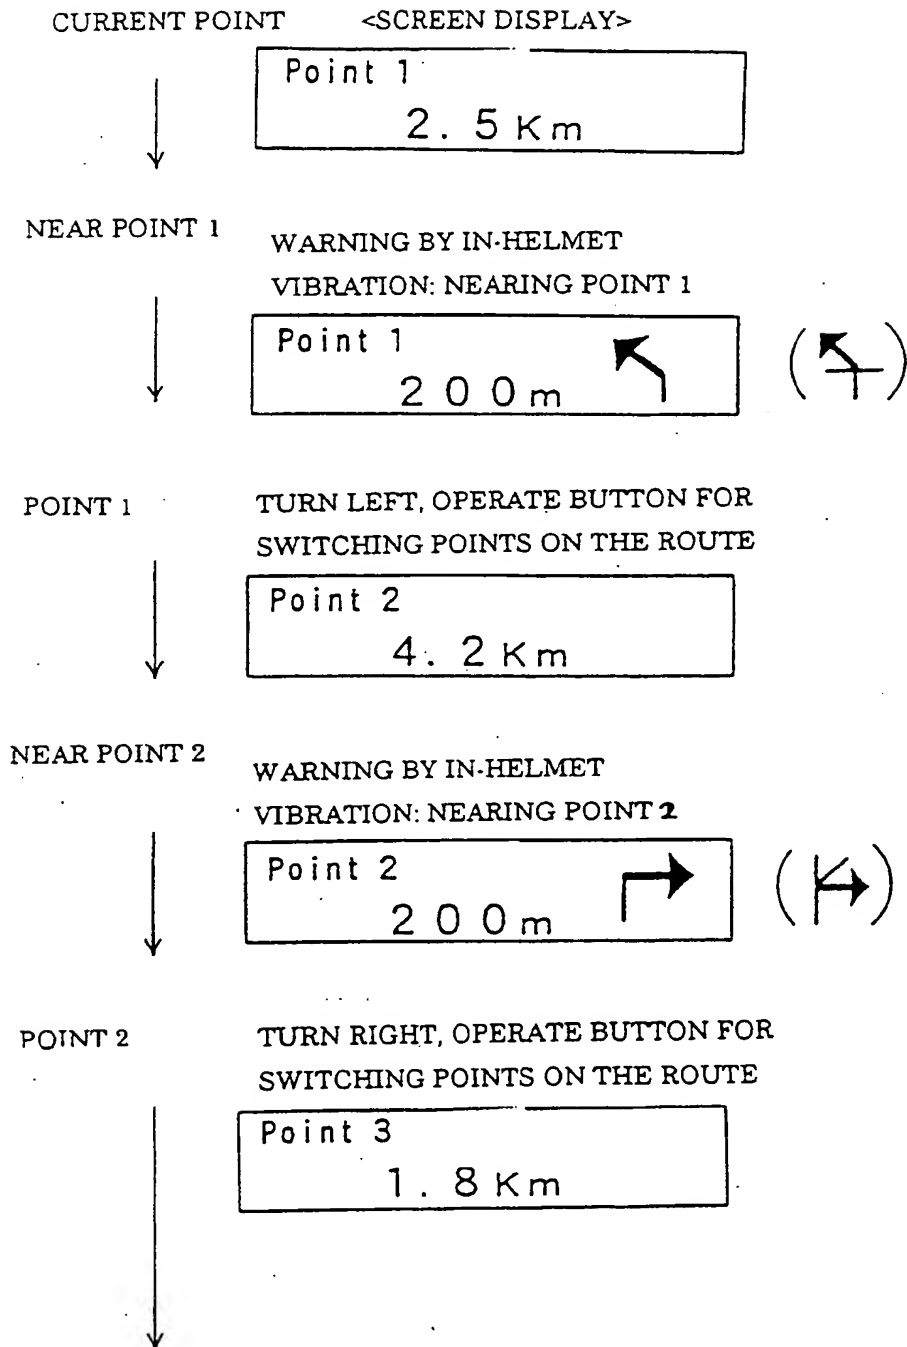 CURRENT POINT <SCREEN DISPLAY>
Point 1
2.5 Km
NEAR POINT 1
WARNING BY IN-HELMET
VIBRATION: NEARING POINT 1
Point 1
200m
POINT 1
TURN LEFT, OPERATE BUTTON FOR
SWITCHING POINTS ON THE ROUTE
Point 2
4.2 Km
NEAR POINT 2
WARNING BY IN-HELMET
VIBRATION: NEARING POINT 2
Point 2
200m
POINT 2
TURN RIGHT, OPERATE BUTTON FOR
SWITCHING POINTS ON THE ROUTE
Point 3
1.8 Km